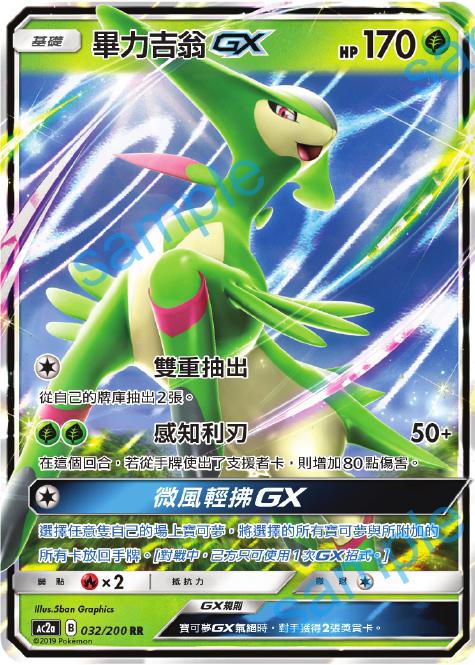 基礎 畢力吉翁GX HP 170
sample
sample
雙重抽出
從自己的牌庫抽出2張。
感知利刃 50+
在這個回合，若從手牌使出了支援者卡，則增加80點傷害。
微風輕拂GX
選擇任意隻自己的場上寶可夢，將選擇的所有寶可夢與所附加的
所有卡放回手牌。[對戰中，己方只可使用1次GX招式。]
弱點 ×2 抵抗力 撤退
sample
illus.5ban Graphics
GX規則
AC2a B 032/200 RR
寶可夢GX氣絕時，對手獲得2張獎賞卡。
©2019 Pokémon